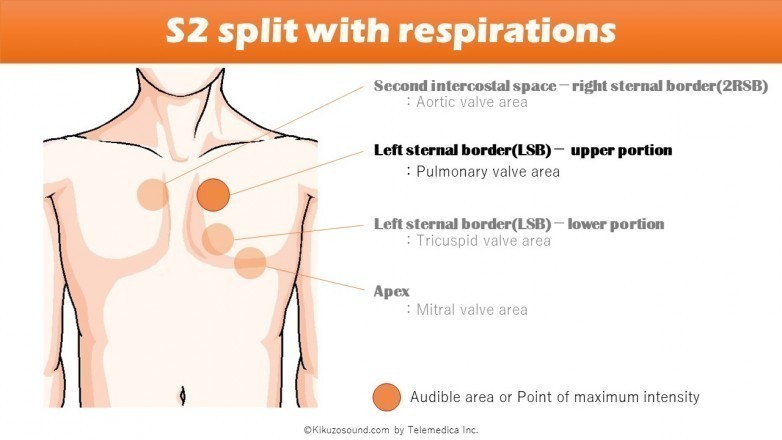 S2 split with respirations
Second intercostal space－right sternal border(2RSB)
：Aortic valve area
Left sternal border(LSB)－ upper portion
：Pulmonary valve area
Left sternal border(LSB)－lower portion
：Tricuspid valve area
Apex
：Mitral valve area
Audible area or Point of maximum intensity
©Kikuzosound.com by Telemedica Inc.